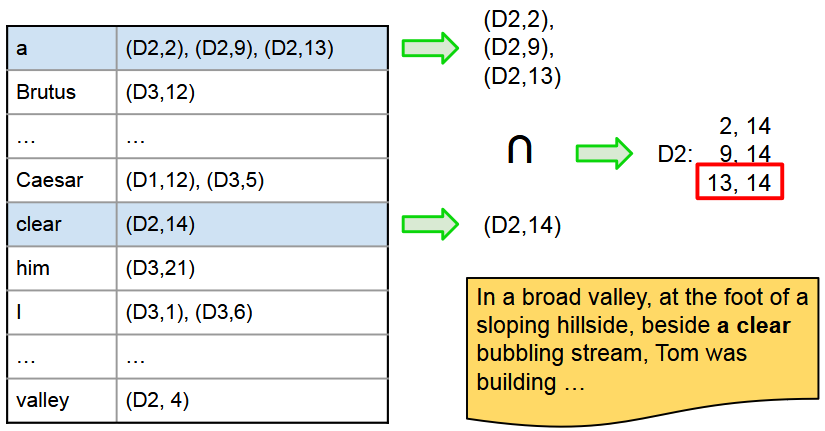 a (D2,2), (D2,9), (D2,13)
Brutus (D3,12)
… …
Caesar (D1,12), (D3,5)
clear (D2,14)
him (D3,21)
I (D3,1), (D3,6)
… …
valley (D2, 4)
(D2,2),
(D2,9),
(D2,13)
∩
(D2,14)
2, 14
D2: 9, 14
13, 14
In a broad valley, at the foot of a
sloping hillside, beside a clear
bubbling stream, Tom was
building …